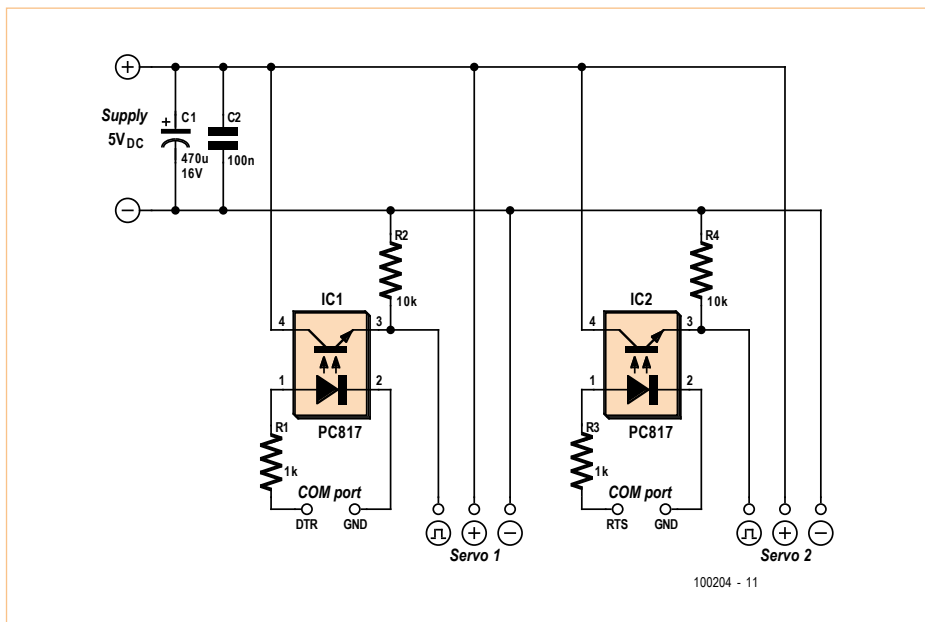 +
Supply
5VDC
+
C1
470u
16V
C2
100n
−
R2
10k
R4
10k
IC1
4
3
1
2
PC817
R1
1k
COM port
DTR
GND
+
−
Servo 1
IC2
4
3
1
2
PC817
R3
1k
COM port
RTS
GND
+
−
Servo 2
100204 - 11